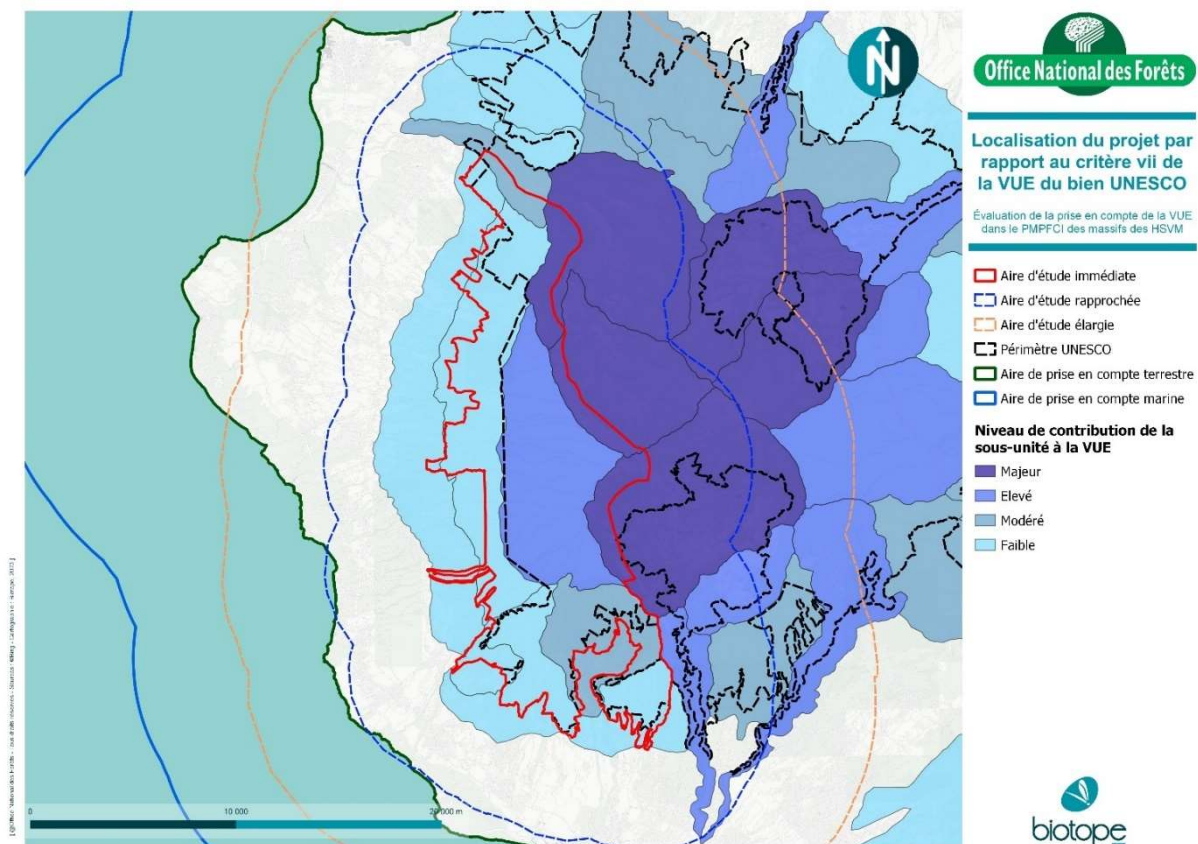 N
Office National des Forêts
Localisation du projet par
rapport au critère vii de
la VUE du bien UNESCO
Évaluation de la prise en compte de la VUE
dans le PMPFCI des massifs des HSVM
Aire d'étude immédiate
Aire d'étude rapprochée
Aire d'étude élargie
Périmètre UNESCO
Aire de prise en compte terrestre
Aire de prise en compte marine
Niveau de contribution de la
sous-unité à la VUE
Majeur
Elevé
Modéré
Faible
0 10 000 20 000 m
biotope